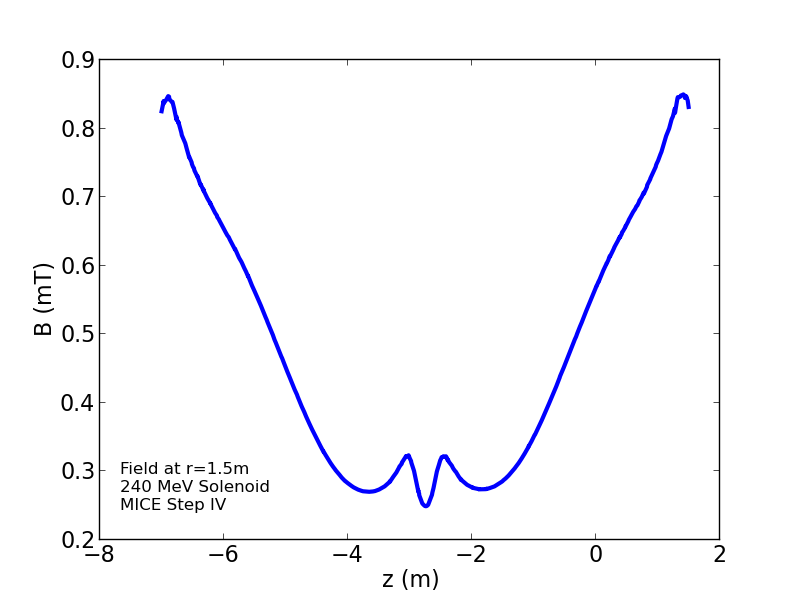 0.9
0.8
0.7
0.6
0.5
0.4
0.3
0.2
B (mT)
Field at r=1.5m
240 MeV Solenoid
MICE Step IV
−8 −6 −4 −2 0 2
z (m)